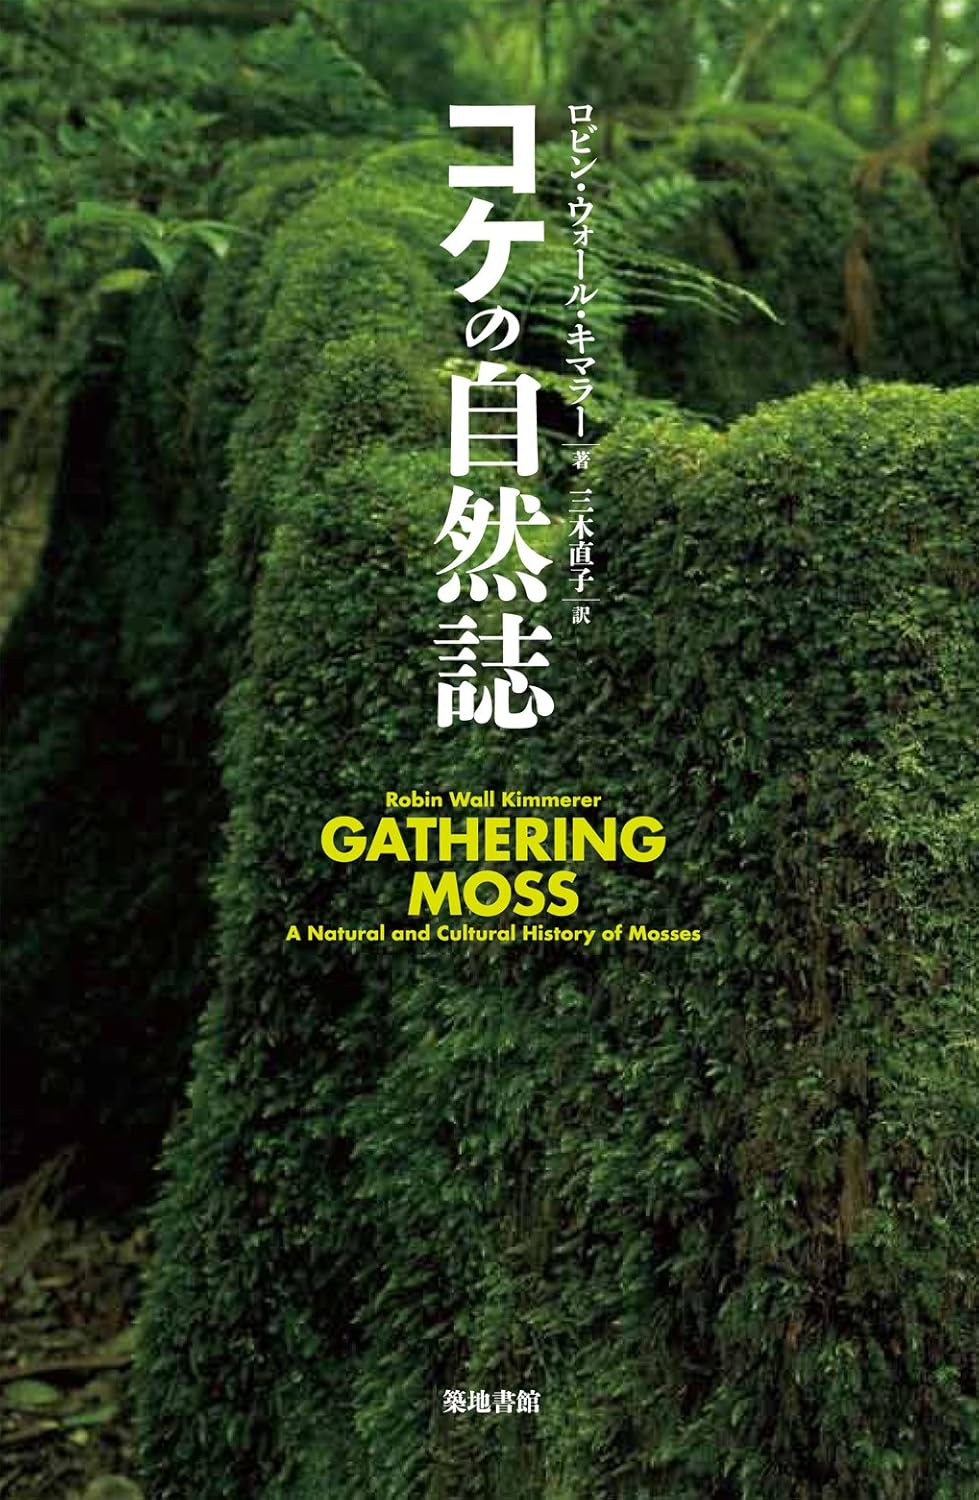 ロビン・ウォール・キマラー 著 三木直子 訳
コケの自然誌
Robin Wall Kimmerer
GATHERING
MOSS
A Natural and Cultural History of Mosses
築地書館